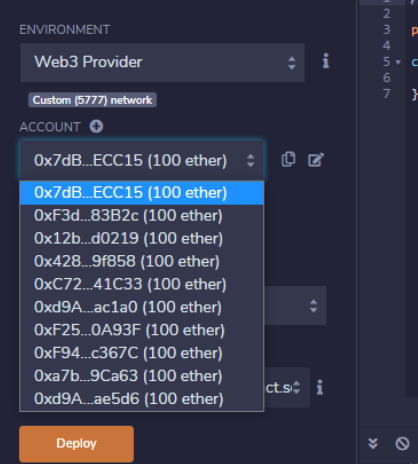 ENVIRONMENT
Web3 Provider
i
Custom (5777) network
ACCOUNT
0x7dB...ECC15 (100 ether)
0x7dB...ECC15 (100 ether)
0xF3d...83B2c (100 ether)
0x12b...d0219 (100 ether)
0x428...9f858 (100 ether)
0xC72...41C33 (100 ether)
0xd9A...ac1a0 (100 ether)
0xF25...0A93F (100 ether)
0xF94...c367C (100 ether)
0xa7b...9Ca63 (100 ether)
0xd9A...ae5d6 (100 ether)
i
Deploy
2
3 p
4
5 c
6
7 }